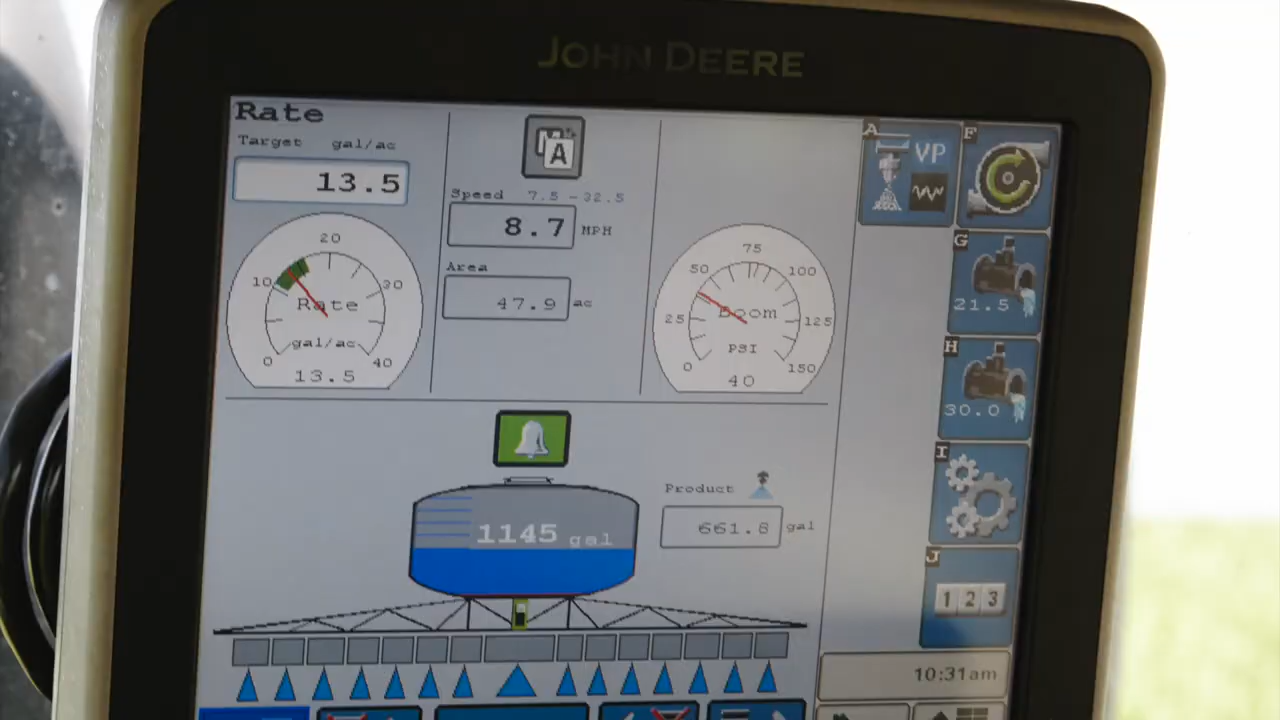 JOHN DEERE
Rate
Target gal/ac
13.5
0 10 20 30 40
Rate
gal/ac
13.5
M A
Speed 7.5 - 32.5
8.7 MPH
Area
47.9 ac
0 25 50 75 100 125 150
Boom
PSI
40
A VP
F
G
21.5
H
30.0
I
J
1 2 3
1145 gal
Product
661.8 gal
10:31am